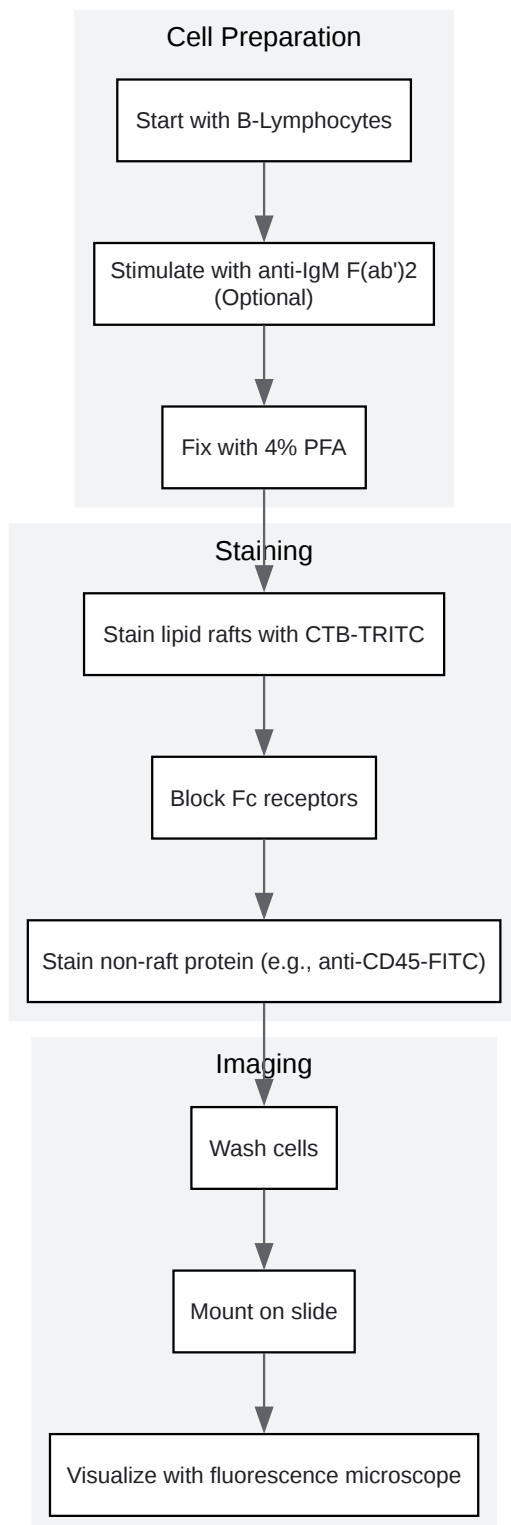 Cell Preparation
Start with B-Lymphocytes
Stimulate with anti-IgM F(ab')2
(Optional)
Fix with 4% PFA
Staining
Stain lipid rafts with CTB-TRITC
Block Fc receptors
Stain non-raft protein (e.g., anti-CD45-FITC)
Imaging
Wash cells
Mount on slide
Visualize with fluorescence microscope